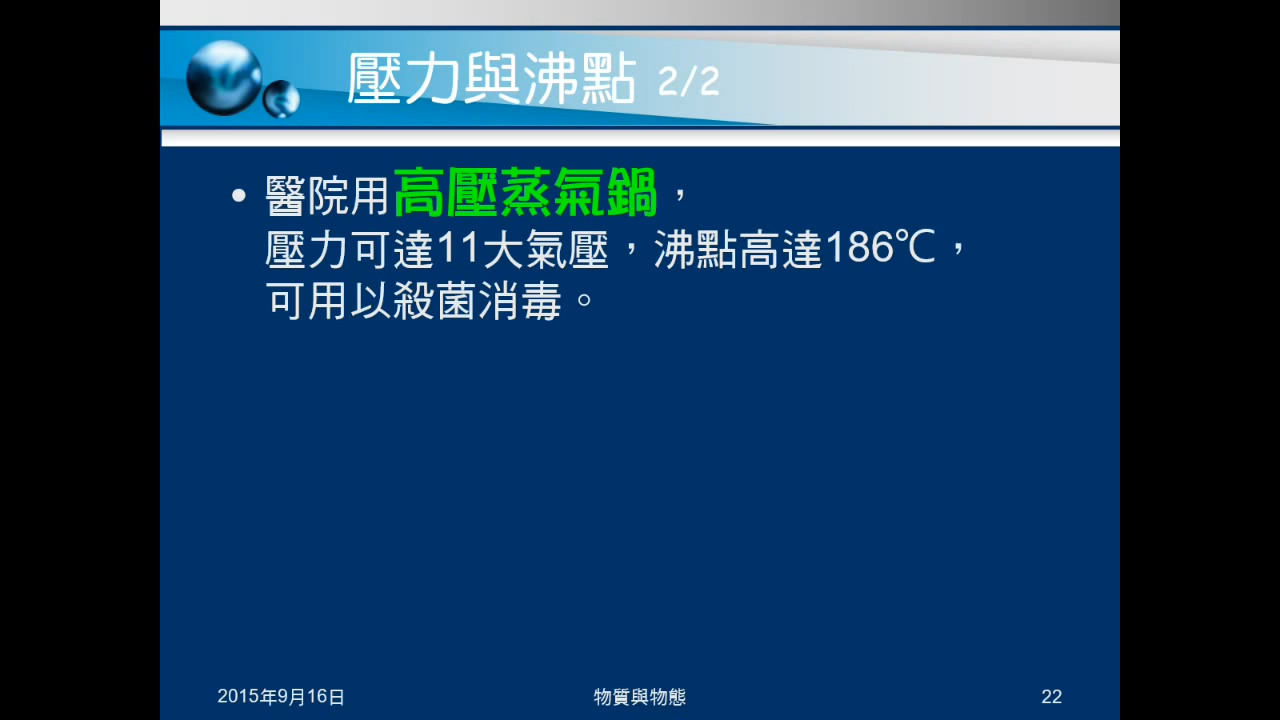 壓力與沸點 2/2
• 醫院用高壓蒸氣鍋，
壓力可達11大氣壓，沸點高達186℃，
可用以殺菌消毒。
2015年9月16日
物質與物態
22